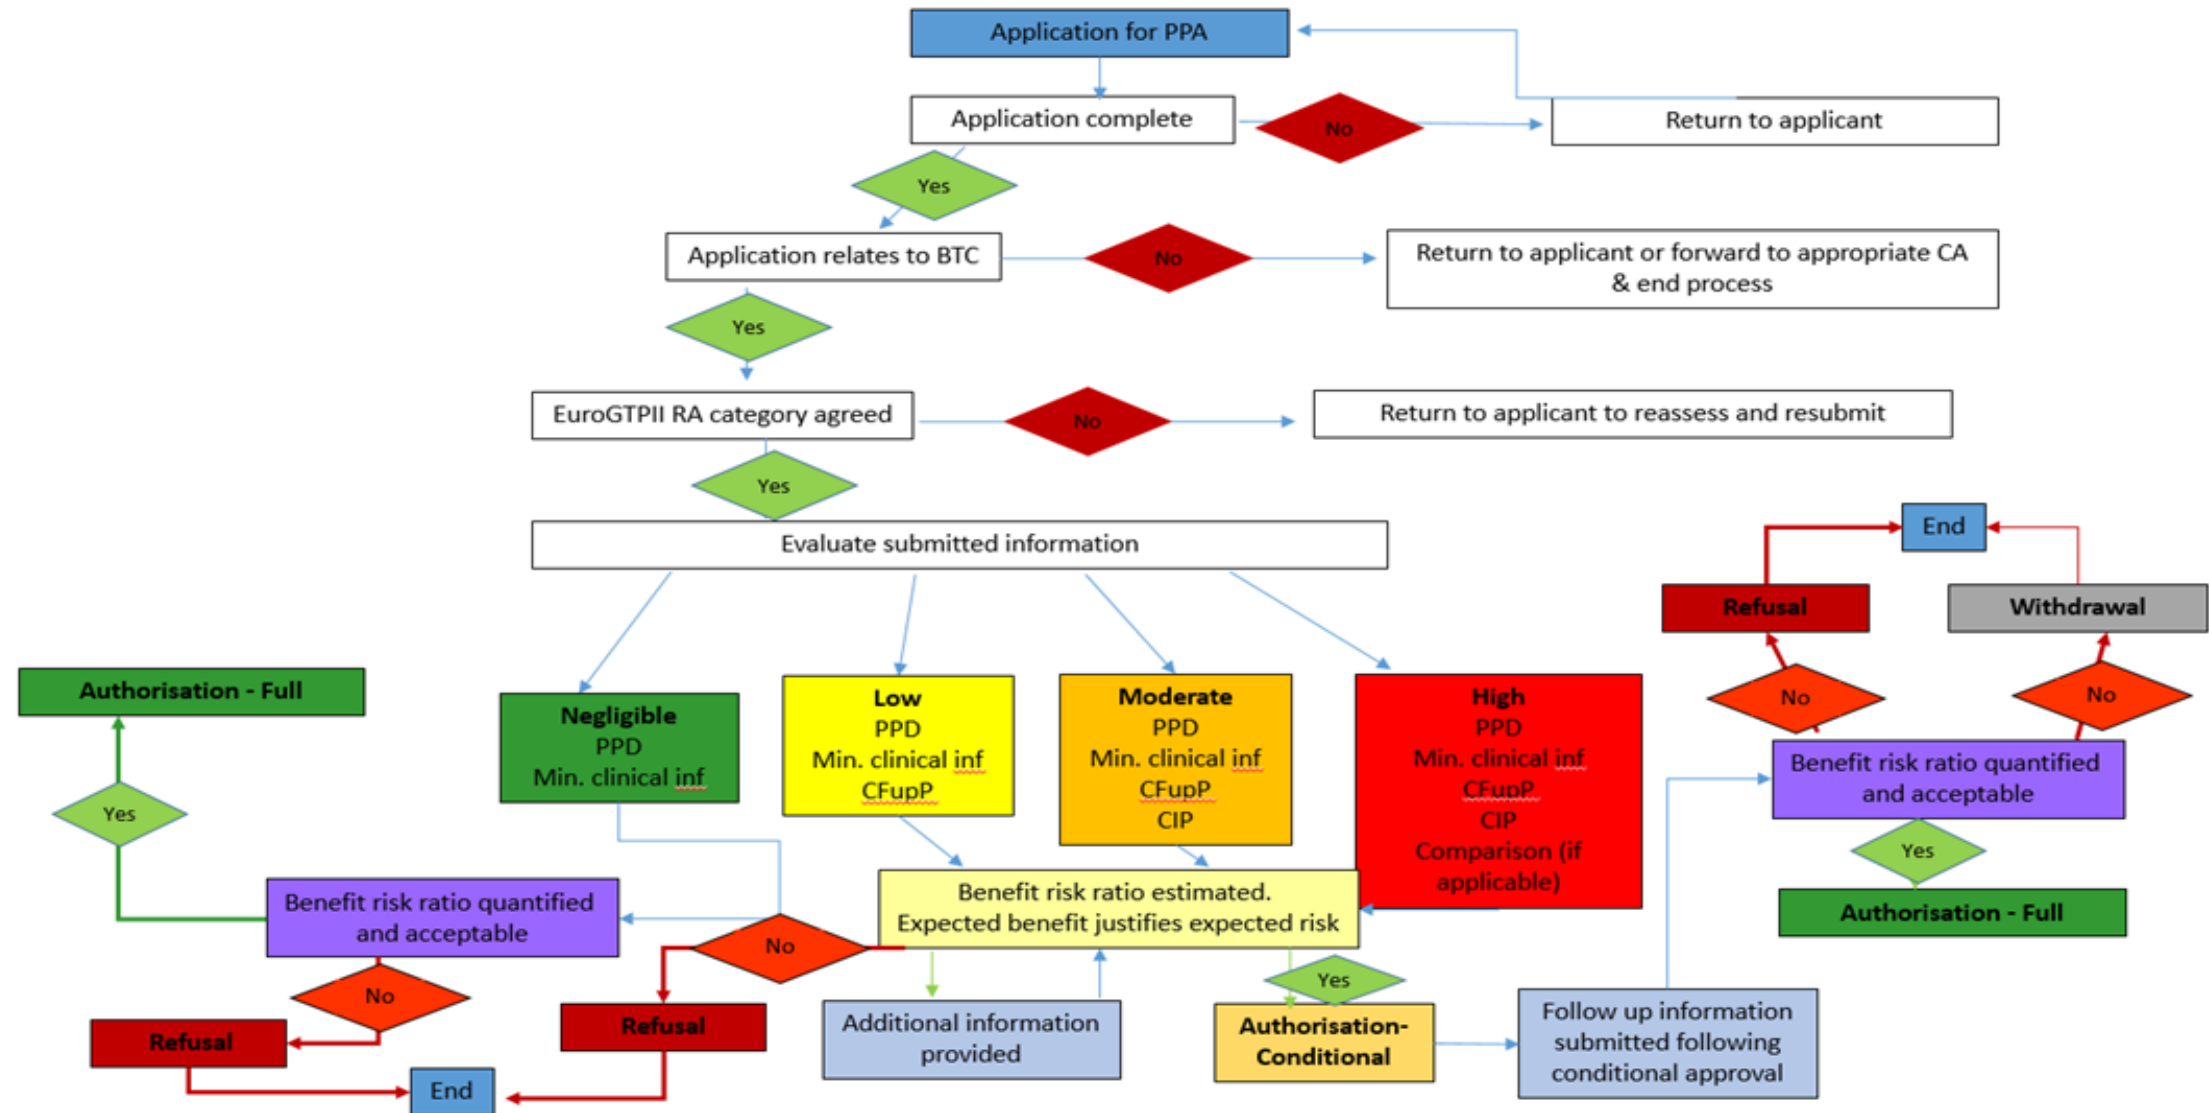 Application for PPA
Application complete
No
Return to applicant
Yes
Application relates to BTC
No
Return to applicant or forward to appropriate CA
& end process
Yes
EuroGTPII RA category agreed
No
Return to applicant to reassess and resubmit
Yes
Evaluate submitted information
End
Refusal
Withdrawal
No
No
Benefit risk ratio quantified
and acceptable
Yes
Authorisation - Full
Authorisation - Full
Yes
Negligible
PPD
Min. clinical inf
Low
PPD
Min. clinical inf
CFupP
Moderate
PPD
Min. clinical inf
CFupP
CIP
High
PPD
Min. clinical inf
CFupP
CIP
Comparison (if
applicable)
Benefit risk ratio quantified
and acceptable
No
Refusal
End
No
Refusal
Benefit risk ratio estimated.
Expected benefit justifies expected risk
Additional information
provided
Yes
Authorisation-
Conditional
Follow up information
submitted following
conditional approval